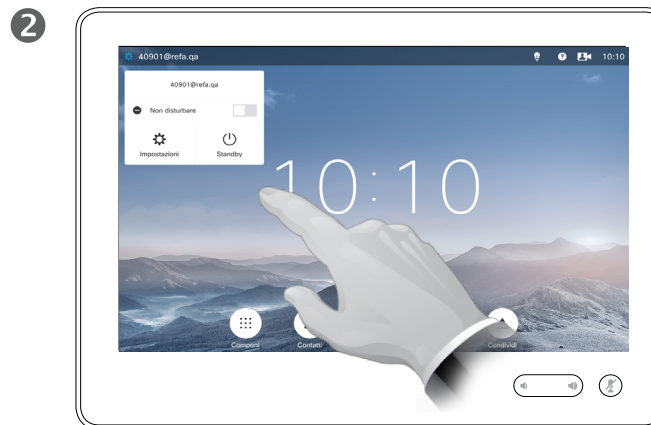 2
40901@refa.qa
10:10
40901@refa.qa
Non disturbare
Impostazioni Standby
10:10
Componi Contatti Condividi